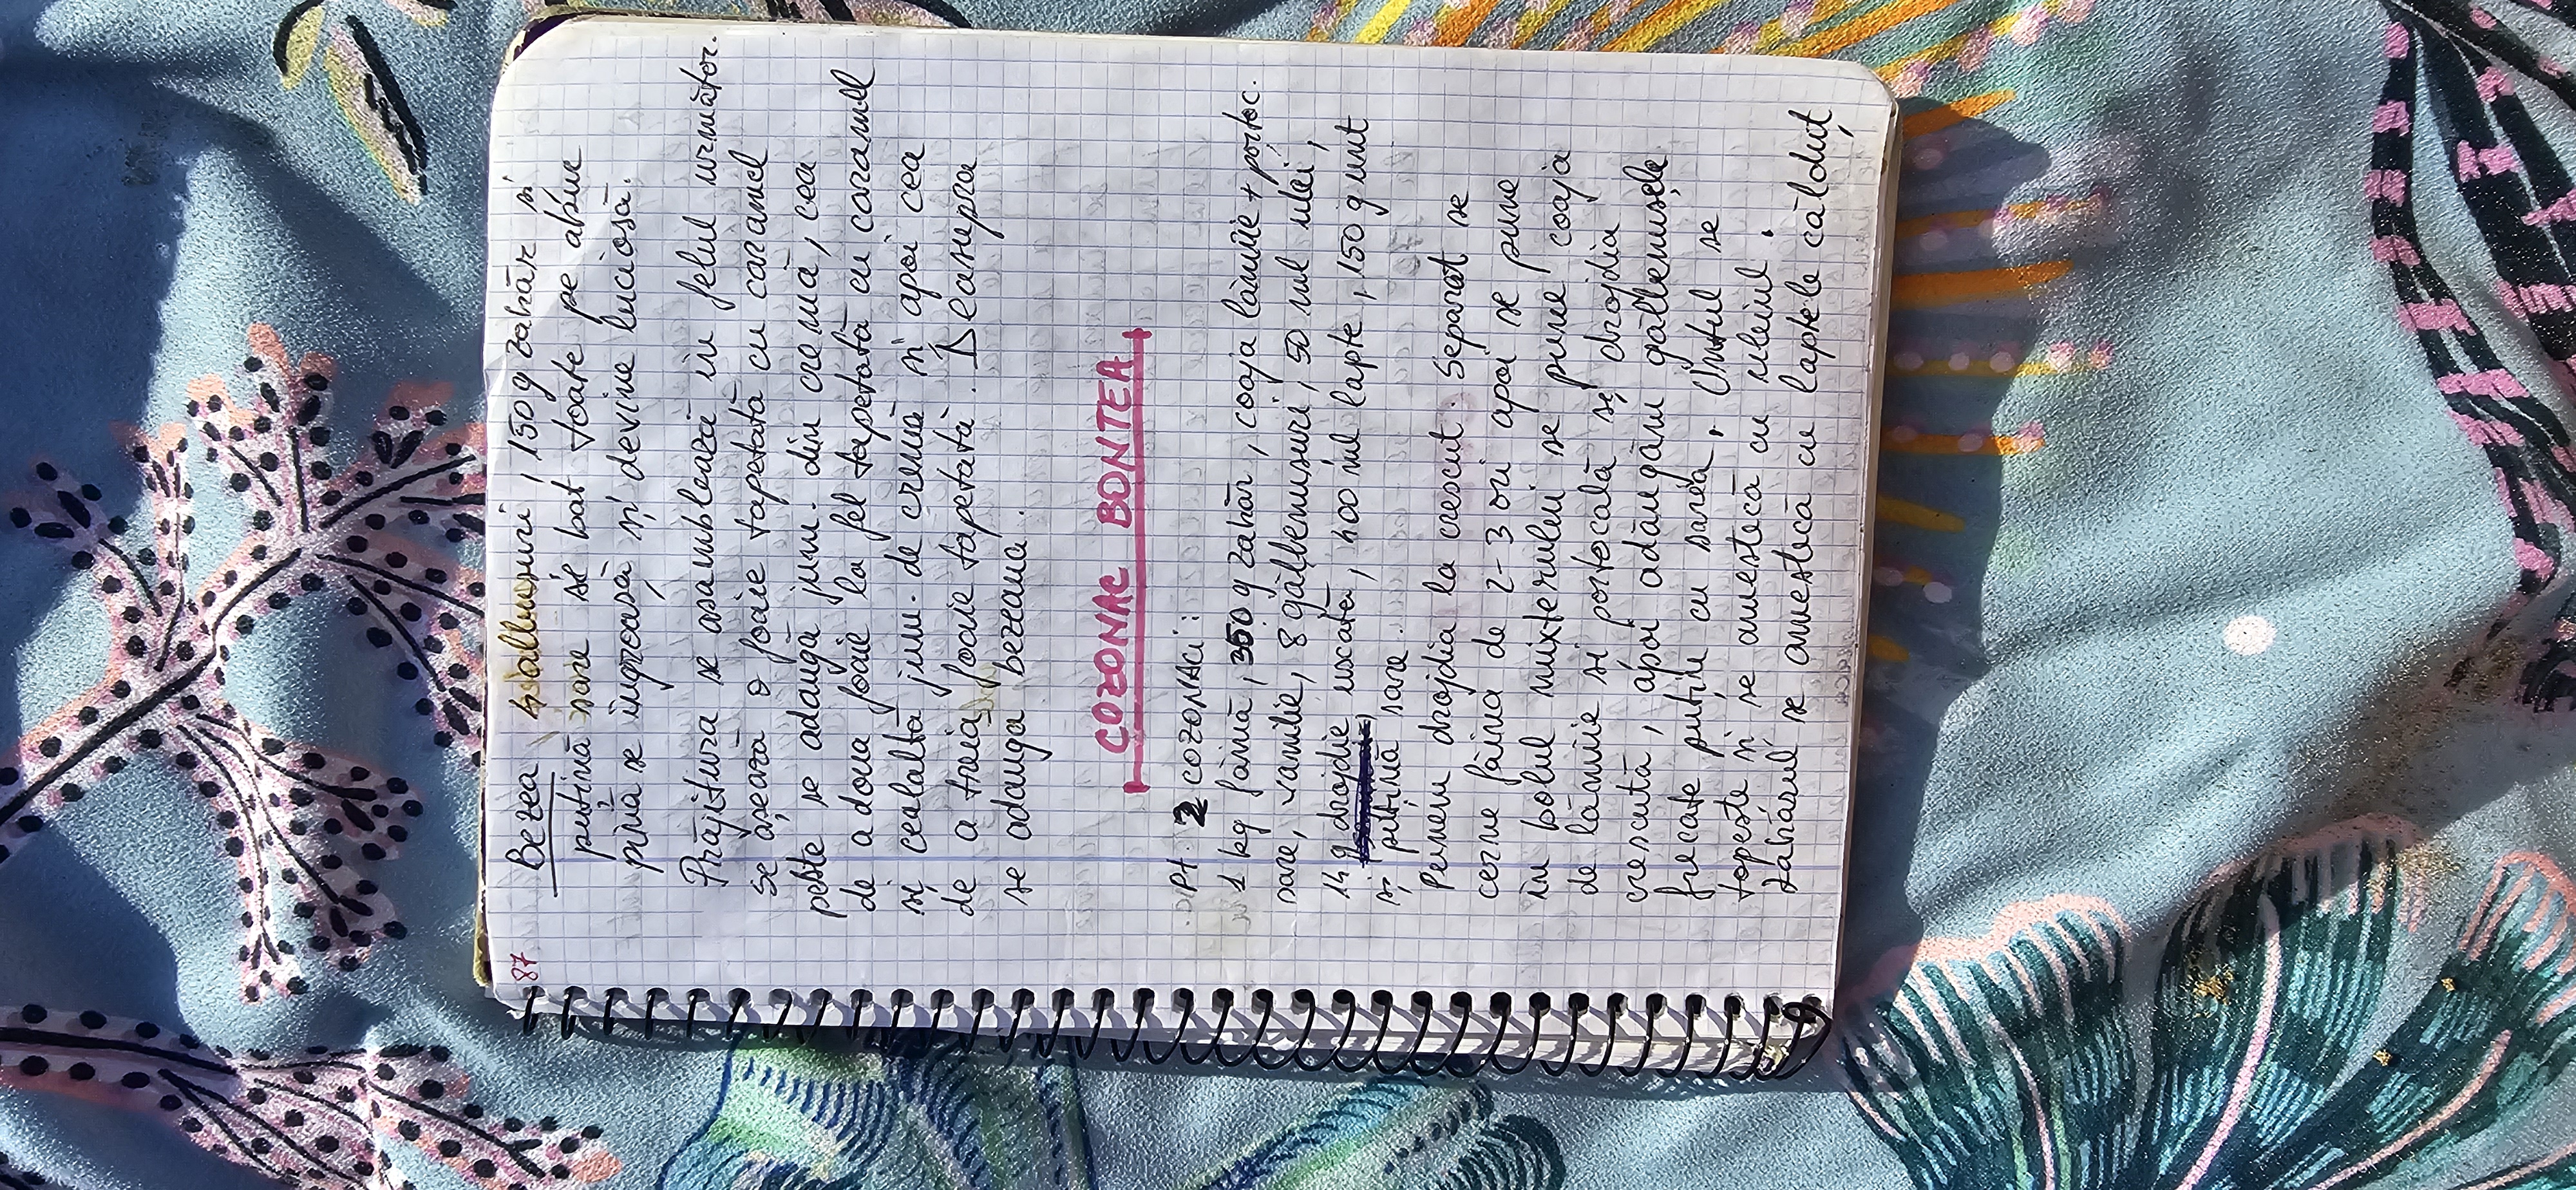 87 Bezea 4 albușuri, 150 g zahăr și
puțină sare se bat toate pe abur
pînă se îngroașă și devine lucioasă.
Prăjitura se asamblează în felul următor.
se așează o foaie tapetată cu caramel
peste se adaugă jum. din cremă, cea
de a doua foaie la fel tapetată cu caramel
și cealaltă jum. de cremă și apoi cea
de a treia foaie tapetată. Deasupra
se adauga bezeaua.
COZONAC BONTEA
Pt. 2 COZONACi:
1 kg făină, 350 g zahăr, coaja lămîie + portoc.
sare, vanilie, 8 gălbenușuri, 50 ml ulei,
14 g drojdie uscată, 400 ml lapte, 150 g unt
și puțină sare.
Punem drojdia la crescut. Separat se
cerne făina de 2-3 ori apoi se pune
în bolul mixterului se pune coaja
de lămîie și portocală și drojdia
crescută, apoi adăugăm gălbenușele
frecate puțin cu sarea. Untul se
topește și se amestecă cu uleiul.
Zahărul se amestecă cu laptele călduț